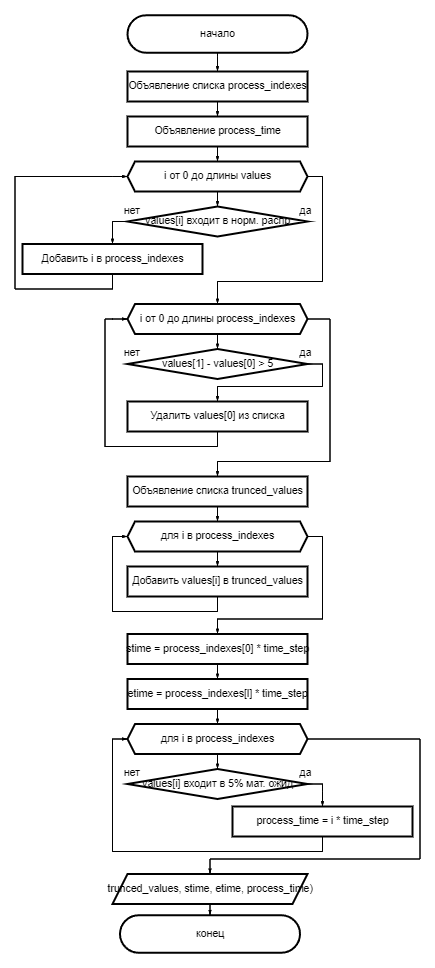 начало
Объявление списка process_indexes
Объявление process_time
i от 0 до длины values
нет
да
values[i] входит в норм. распр.
Добавить i в process_indexes
i от 0 до длины process_indexes
нет
да
values[1] - values[0] > 5
Удалить values[0] из списка
Объявление списка trunced_values
для i в process_indexes
Добавить values[i] в trunced_values
stime = process_indexes[0] * time_step
etime = process_indexes[l] * time_step
для i в process_indexes
нет
да
values[i] входит в 5% мат. ожид.
process_time = i * time_step
trunced_values, stime, etime, process_time)
конец